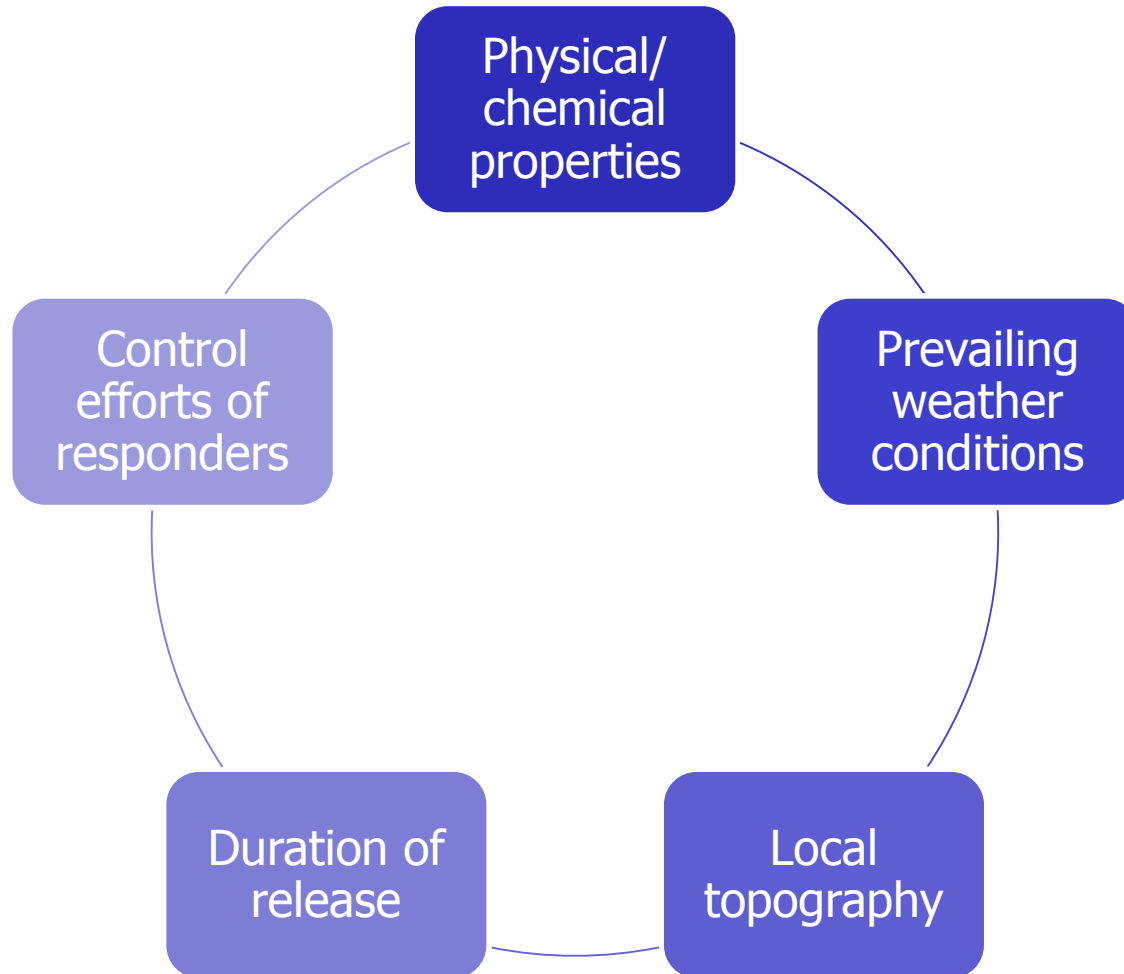 Physical/
chemical
properties
Prevailing
weather
conditions
Local
topography
Duration of
release
Control
efforts of
responders